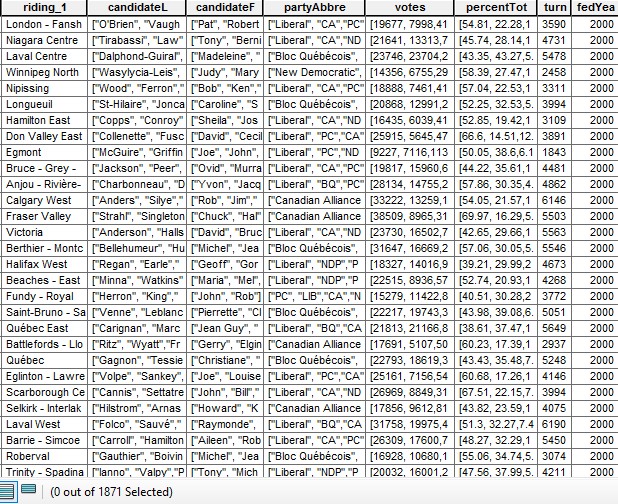 riding_1 candidateL candidateF partyAbbre votes percentTot turn fedYea
London - Fansh ["O'Brien", "Vaugh ["Pat", "Robert ["Liberal", "CA","PC" [19677, 7998,41 [54.81, 22.28,1 3590 2000
Niagara Centre ["Tirabassi", "Law" ["Tony", "Berni ["Liberal", "CA","ND [21641, 13313,7 [45.74, 28.14,1 4731 2000
Laval Centre ["Dalphond-Guiral", ["Madeleine", " ["Bloc Québécois", [23746, 23704,2 [43.35, 43.27,5. 5478 2000
Winnipeg North ["Wasylycia-Leis", ["Judy", "Mary ["New Democratic", [14356, 6755,29 [58.39, 27.47,1 2458 2000
Nipissing ["Wood", "Ferron"," ["Bob", "Ken"," ["Liberal", "CA","PC" [18888, 7461,41 [57.04, 22.53,1 3311 2000
Longueuil ["St-Hilaire", "Jonca ["Caroline", "S ["Bloc Québécois", [20868, 12991,2 [52.25, 32.53,5. 3994 2000
Hamilton East ["Copps", "Conroy" ["Sheila", "Jos ["Liberal", "CA","ND [16435, 6039,41 [52.85, 19.42,1 3109 2000
Don Valley East ["Collenette", "Fusc ["David", "Cecil ["Liberal", "PC","CA" [25915, 5645,47 [66.6, 14.51,12. 3891 2000
Egmont ["McGuire", "Griffin ["Joe", "John", ["Liberal", "PC","CA" [9227, 7116,113 [50.05, 38.6,6.1 1843 2000
Bruce - Grey - ["Jackson", "Peer", ["Ovid", "Murra ["Liberal", "CA","PC" [19817, 15960,6 [44.22, 35.61,1 4481 2000
Anjou - Rivière- ["Charbonneau", "D ["Yvon", "Jacq ["Liberal", "BQ","PC" [28134, 14755,2 [57.86, 30.35,4. 4862 2000
Calgary West ["Anders", "Silye"," ["Rob", "Jim"," ["Canadian Alliance [33222, 13259,1 [54.05, 21.57,1 6146 2000
Fraser Valley ["Strahl", "Singleton ["Chuck", "Hal" ["Canadian Alliance [38509, 8965,31 [69.97, 16.29,5. 5503 2000
Victoria ["Anderson", "Halls ["David", "Bruc ["Liberal", "CA","ND [23730, 16502,7 [42.65, 29.66,1 5563 2000
Berthier - Montc ["Bellehumeur", "Hu ["Michel", "Jea ["Bloc Québécois", [31647, 16669,2 [57.06, 30.05,5. 5546 2000
Halifax West ["Regan", "Earle"," ["Geoff", "Gor ["Liberal", "NDP","P [18327, 14016,9 [39.21, 29.99,2 4673 2000
Beaches - East ["Minna", "Watkins" ["Maria", "Mel", ["Liberal", "NDP","P [22515, 8936,57 [52.74, 20.93,1 4268 2000
Fundy - Royal ["Herron", "King"," ["John", "Rob"] ["PC", "LIB","CA","N [15279, 11422,8 [40.51, 30.28,2 3772 2000
Saint-Bruno - Sa ["Venne", "Leblanc ["Pierrette", "Cl ["Bloc Québécois", [22217, 19743,3 [43.98, 39.08,6. 5051 2000
Québec East ["Carignan", "Marc ["Jean Guy", " ["Liberal", "BQ","CA [21813, 21166,8 [38.61, 37.47,1 5649 2000
Battlefords - Llo ["Ritz", "Wyatt","Fr ["Gerry", "Elgin ["Canadian Alliance [17691, 5107,50 [60.23, 17.39,1 2937 2000
Québec ["Gagnon", "Tessie ["Christiane", " ["Bloc Québécois", [22793, 18619,3 [43.43, 35.48,7. 5248 2000
Eglinton - Lawre ["Volpe", "Sankey", ["Joe", "Louise ["Liberal", "PC","CA" [25161, 7156,54 [60.68, 17.26,1 4146 2000
Scarborough Ce ["Cannis", "Settatre ["John", "Bill"," ["Liberal", "CA","ND [26969, 8849,31 [67.51, 22.15,7. 3994 2000
Selkirk - Interlak ["Hilstrom", "Arnas ["Howard", "K ["Canadian Alliance [17856, 9612,81 [43.82, 23.59,1 4075 2000
Laval West ["Folco", "Sauvé"," ["Raymonde", ["Liberal", "BQ","CA [31758, 19975,4 [51.3, 32.27,7.4 6190 2000
Barrie - Simcoe ["Carroll", "Hamilton ["Aileen", "Rob ["Liberal", "CA","PC" [26309, 17600,7 [48.27, 32.29,1 5450 2000
Roberval ["Gauthier", "Boivin ["Michel", "Jea ["Bloc Québécois", [16928, 10680,1 [55.06, 34.74,5. 3074 2000
Trinity - Spadina ["Ianno", "Valpy","P ["Tony", "Mich ["Liberal", "NDP","P [20032, 16001,2 [47.56, 37.99,5. 4211 2000
(0 out of 1871 Selected)